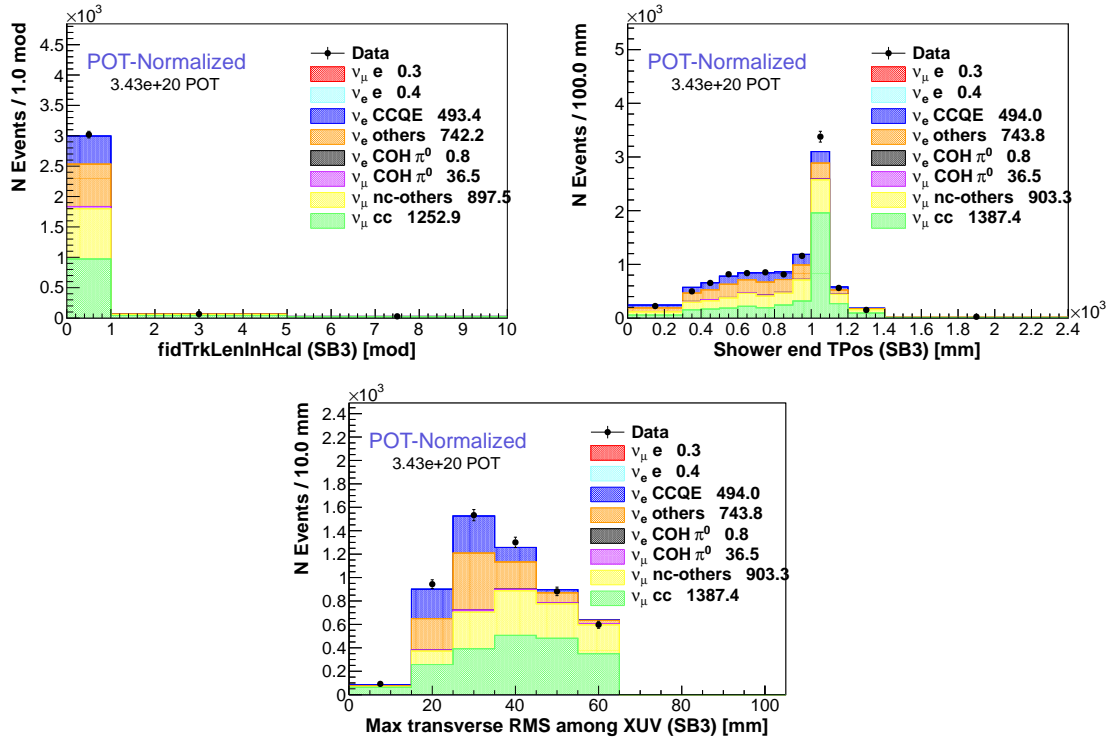 ×10³
N Events / 1.0 mod
4.5
4
3.5
3
2.5
2
1.5
1
0.5
0
POT-Normalized
3.43e+20 POT
Data
ν_μ e 0.3
ν_e e 0.4
ν_e CCQE 493.4
ν_e others 742.2
ν_e COH π⁰ 0.8
ν_μ COH π⁰ 36.5
ν_μ nc-others 897.5
ν_μ cc 1252.9
0 1 2 3 4 5 6 7 8 9 10
fidTrkLenInHcal (SB3) [mod]
×10³
N Events / 100.0 mm
5
4
3
2
1
0
POT-Normalized
3.43e+20 POT
Data
ν_μ e 0.3
ν_e e 0.4
ν_e CCQE 494.0
ν_e others 743.8
ν_e COH π⁰ 0.8
ν_μ COH π⁰ 36.5
ν_μ nc-others 903.3
ν_μ cc 1387.4
0 0.2 0.4 0.6 0.8 1 1.2 1.4 1.6 1.8 2 2.2 2.4
×10³
Shower end TPos (SB3) [mm]
×10³
N Events / 10.0 mm
2.4
2.2
2
1.8
1.6
1.4
1.2
1
0.8
0.6
0.4
0.2
0
POT-Normalized
3.43e+20 POT
Data
ν_μ e 0.3
ν_e e 0.4
ν_e CCQE 494.0
ν_e others 743.8
ν_e COH π⁰ 0.8
ν_μ COH π⁰ 36.5
ν_μ nc-others 903.3
ν_μ cc 1387.4
0 20 40 60 80 100
Max transverse RMS among XUV (SB3) [mm]